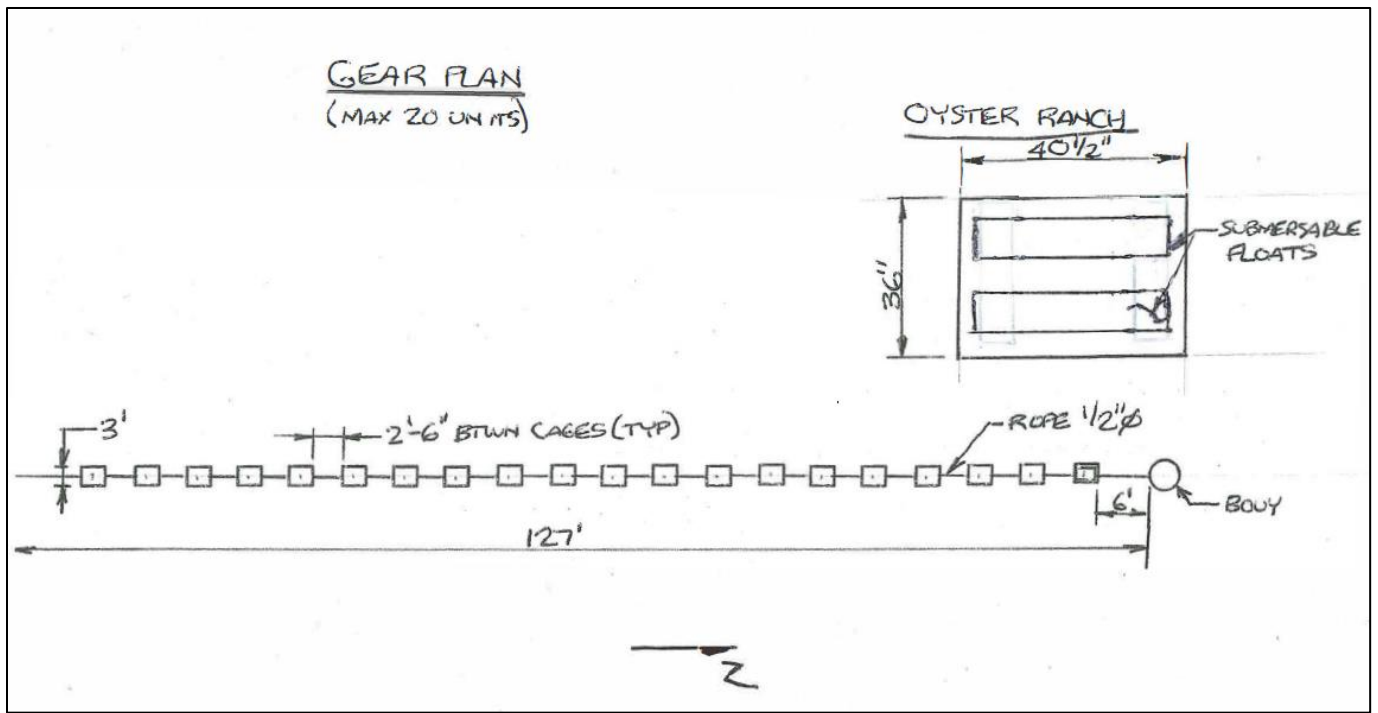 GEAR PLAN
(MAX 20 UNITS)
OYSTER RANCH
40 1/2"
SUBMERSABLE
FLOATS
36"
3'
2'-6" BTWN CAGES (TYP)
ROPE 1/2"ø
6'
BOUY
127'
Z